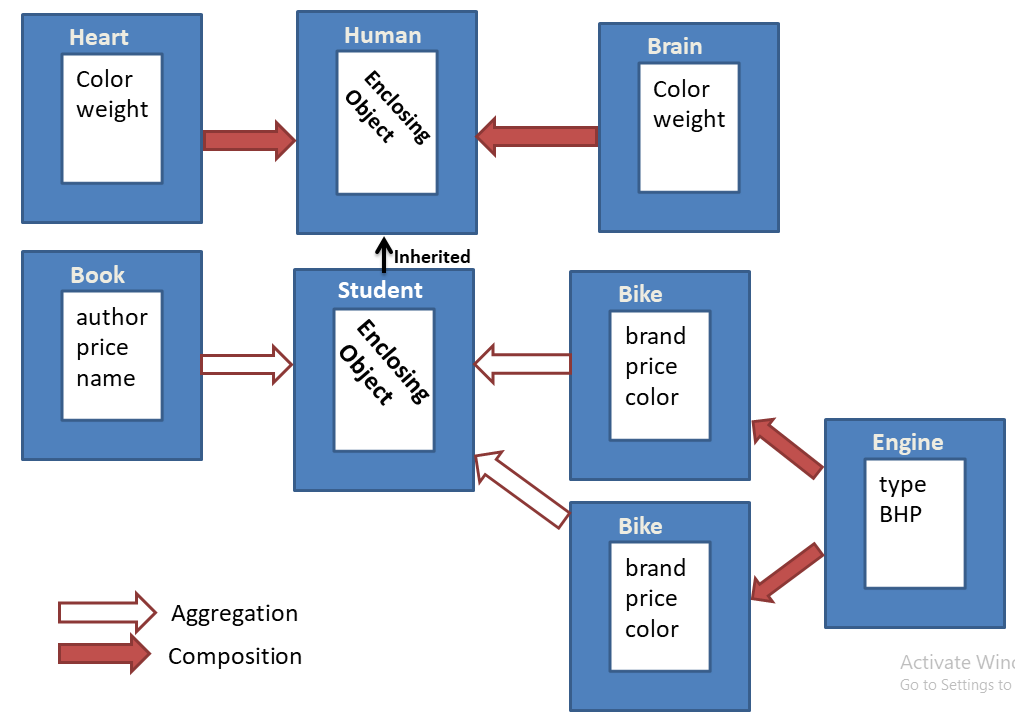 Heart
Color
weight
Human
Enclosing
Object
Brain
Color
weight
Inherited
Book
author
price
name
Student
Enclosing
Object
Bike
brand
price
color
Engine
type
BHP
Bike
brand
price
color
Aggregation
Composition
Activate Wind
Go to Settings to